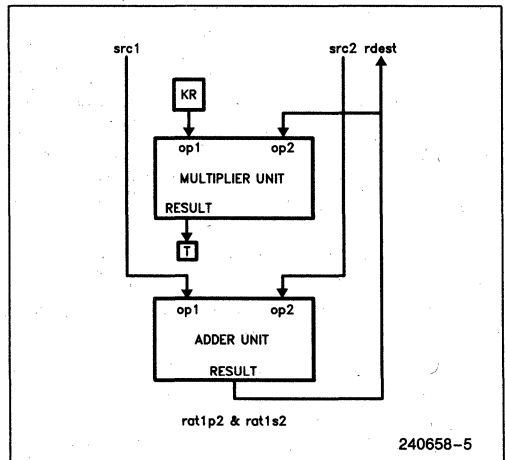 src1
src2 rdest
KR
op1
op2
MULTIPLIER UNIT
RESULT
T
op1
op2
ADDER UNIT
RESULT
rat1p2 & rat1s2
240658-5